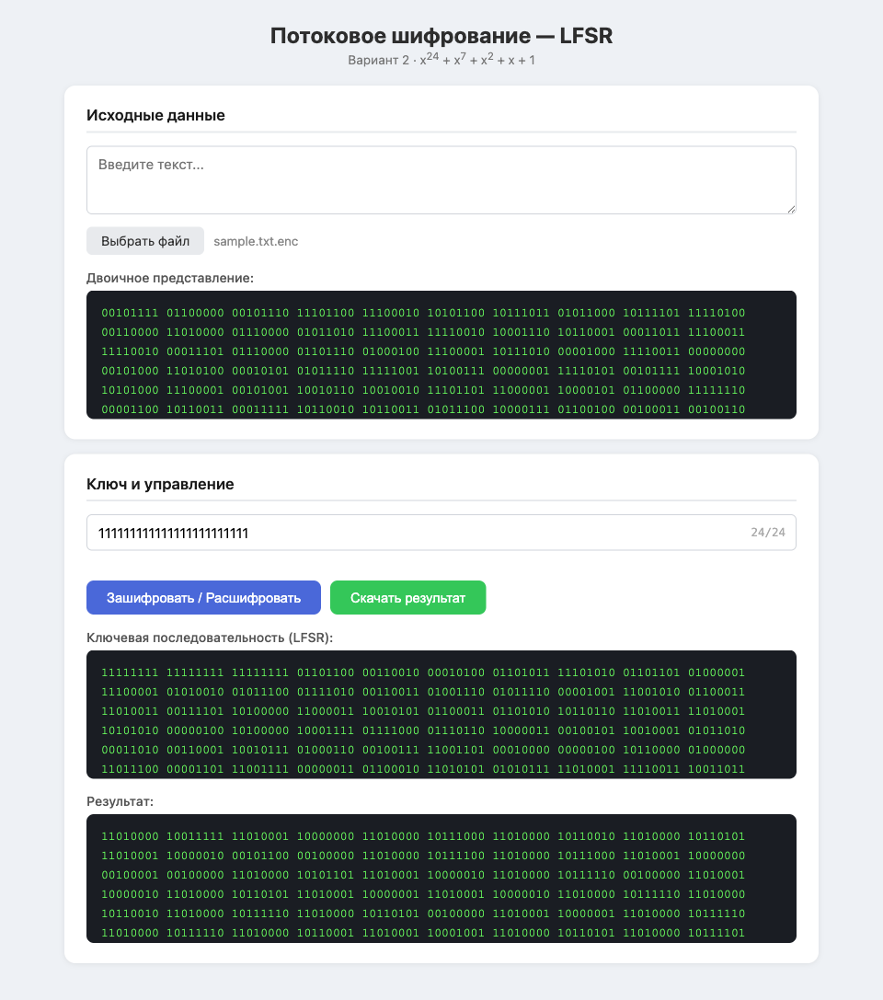 Потоковое шифрование — LFSR
Вариант 2 · x²⁴ + x⁷ + x² + x + 1
Исходные данные
Введите текст...
Выбрать файл sample.txt.enc
Двоичное представление:
00101111 01100000 00101110 11101100 11100010 10101100 10111011 01011000 10111101 11110100
00110000 11010000 01110000 01011010 11100011 11110010 10001110 10110001 00011011 11100011
11110010 00011101 01110000 01101110 01000100 11100001 10111010 00001000 11110011 00000000
00101000 11010100 00010101 01011110 11111001 10100111 00000001 11110101 00101111 10001010
10101000 11100001 00101001 10010110 10010010 11101101 11000001 10000101 01100000 11111110
00001100 10110011 00011111 10110010 10110011 01011100 10000111 01100100 00100011 00100110
Ключ и управление
111111111111111111111111 24/24
Зашифровать / Расшифровать Скачать результат
Ключевая последовательность (LFSR):
11111111 11111111 11111111 01101100 00110010 00010100 01101011 11101010 01101101 01000001
11100001 01010010 01011100 01111010 00110011 01001110 01011110 00001001 11001010 01100011
11010011 00111101 10100000 11000011 10010101 01100011 01101010 10110110 11010011 11010001
10101010 00000100 10100000 10001111 01111000 01110110 10000011 00100101 10010001 01011010
00011010 00110001 10010111 01000110 00100111 11001101 00010000 00000100 10110000 01000000
11011100 00001101 11001111 00000011 01100010 11010101 01010111 11010001 11110011 10011011
Результат:
11010000 10011111 11010001 10000000 11010000 10111000 11010000 10110010 11010000 10110101
11010001 10000010 00101100 00100000 11010000 10111100 11010000 10111000 11010001 10000000
00100001 00100000 11010000 10101101 11010001 10000010 11010000 10111110 00100000 11010001
10000010 11010000 10110101 11010001 10000001 11010001 10000010 11010000 10111110 11010000
10110010 11010000 10111110 11010000 10110101 00100000 11010001 10000001 11010000 10111110
11010000 10111110 11010000 10110001 11010001 10001001 11010000 10110101 11010000 10111101